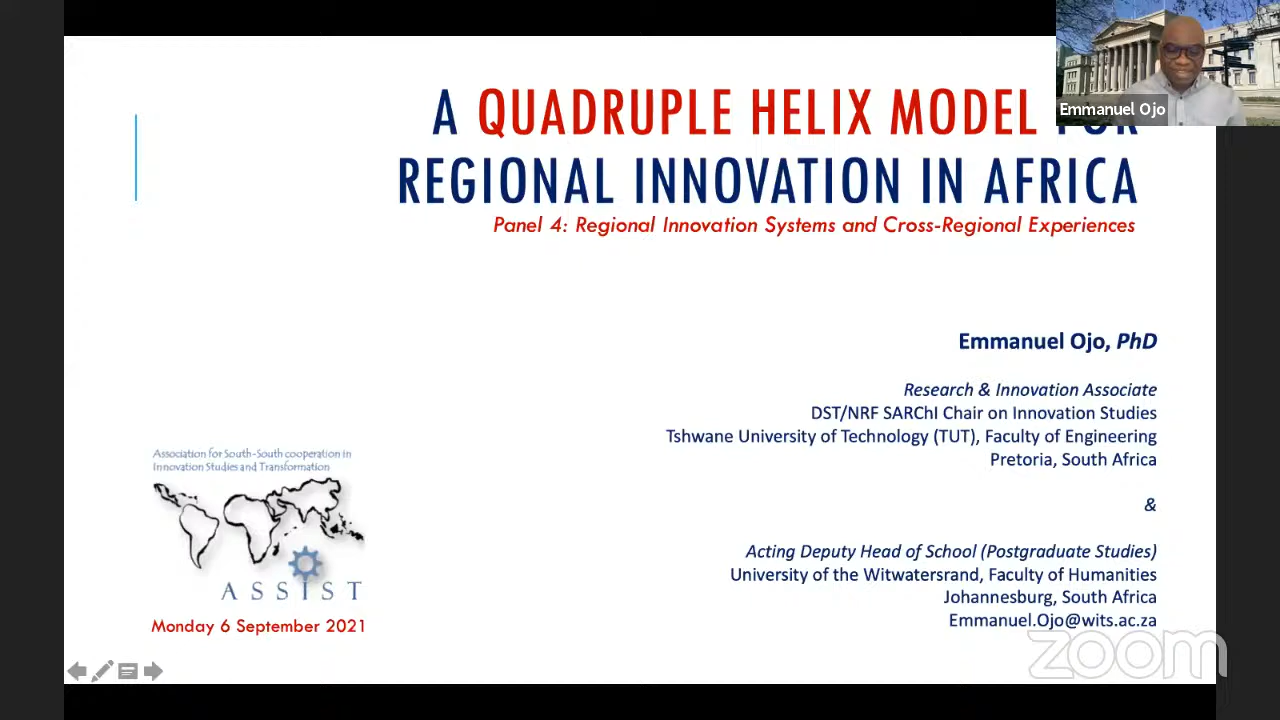 Emmanuel Ojo
A QUADRUPLE HELIX MODEL FOR
REGIONAL INNOVATION IN AFRICA
Panel 4: Regional Innovation Systems and Cross-Regional Experiences
Emmanuel Ojo, PhD
Research & Innovation Associate
DST/NRF SARChI Chair on Innovation Studies
Tshwane University of Technology (TUT), Faculty of Engineering
Pretoria, South Africa
&
Acting Deputy Head of School (Postgraduate Studies)
University of the Witwatersrand, Faculty of Humanities
Johannesburg, South Africa
Emmanuel.Ojo@wits.ac.za
Association for South-South cooperation in
Innovation Studies and Transformation
ASSIST
Monday 6 September 2021
zoom